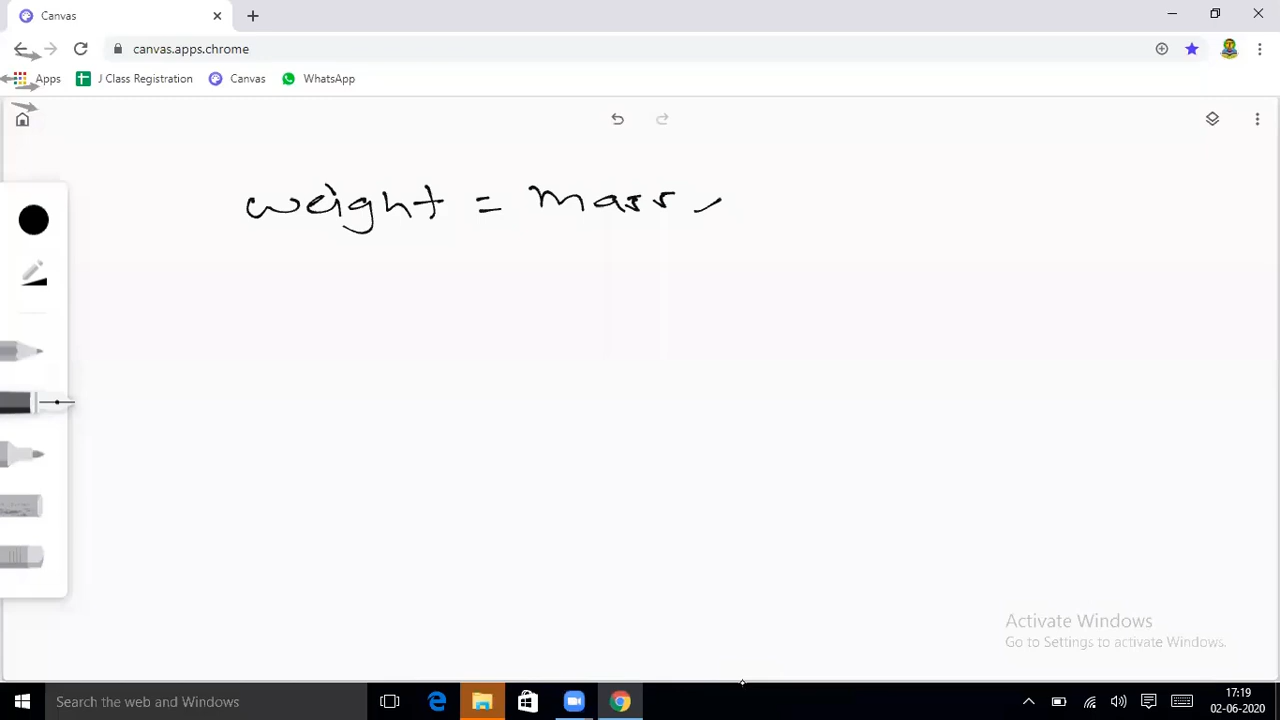 Canvas
canvas.apps.chrome
Apps
J Class Registration
Canvas
WhatsApp
weight = mass
Activate Windows
Go to Settings to activate Windows.
Search the web and Windows
17:19
02-06-2020